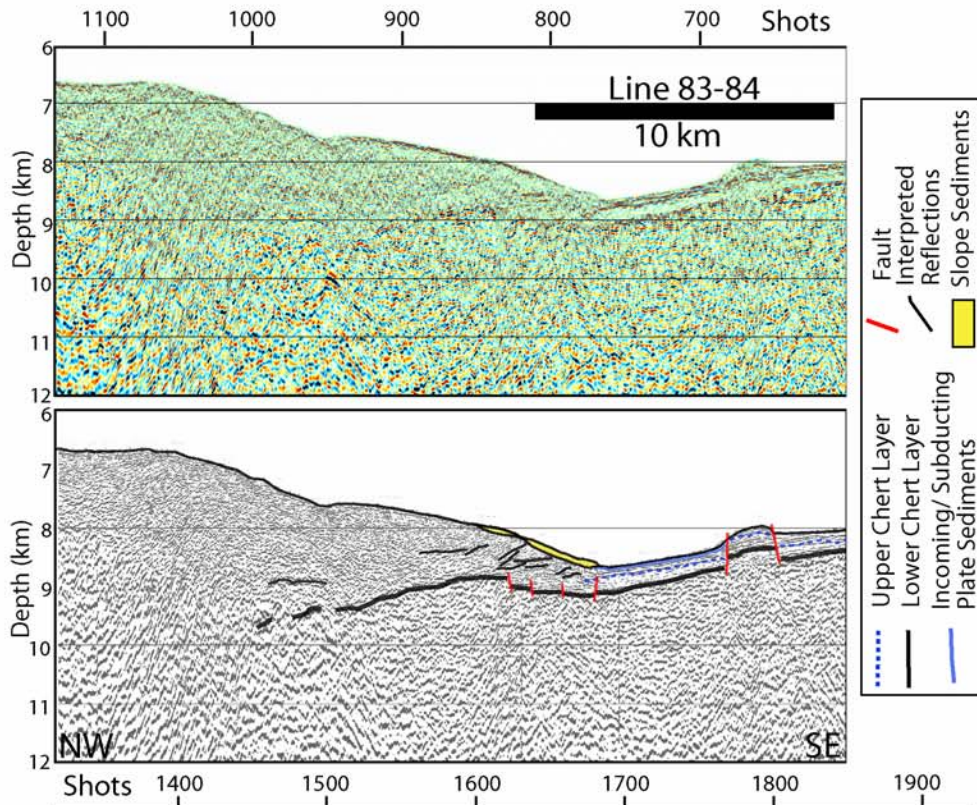 1100 1000 900 800 700 Shots
6
7
8
9
10
11
12
Depth (km)
Line 83-84
10 km
6
7
8
9
10
11
12
Depth (km)
NW
SE
Shots 1400 1500 1600 1700 1800 1900
Fault
Interpreted
Reflections
Slope Sediments
Upper Chert Layer
Lower Chert Layer
Incoming/ Subducting
Plate Sediments